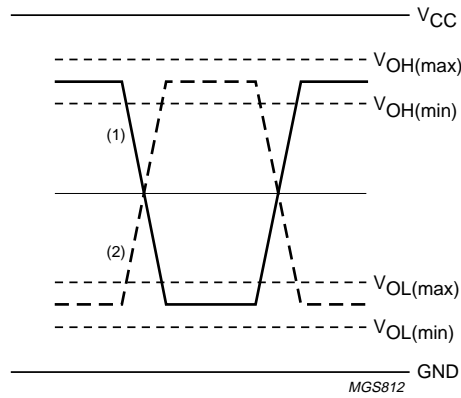 VCC
VOH(max)
VOH(min)
(1)
(2)
VOL(max)
VOL(min)
GND
MGS812